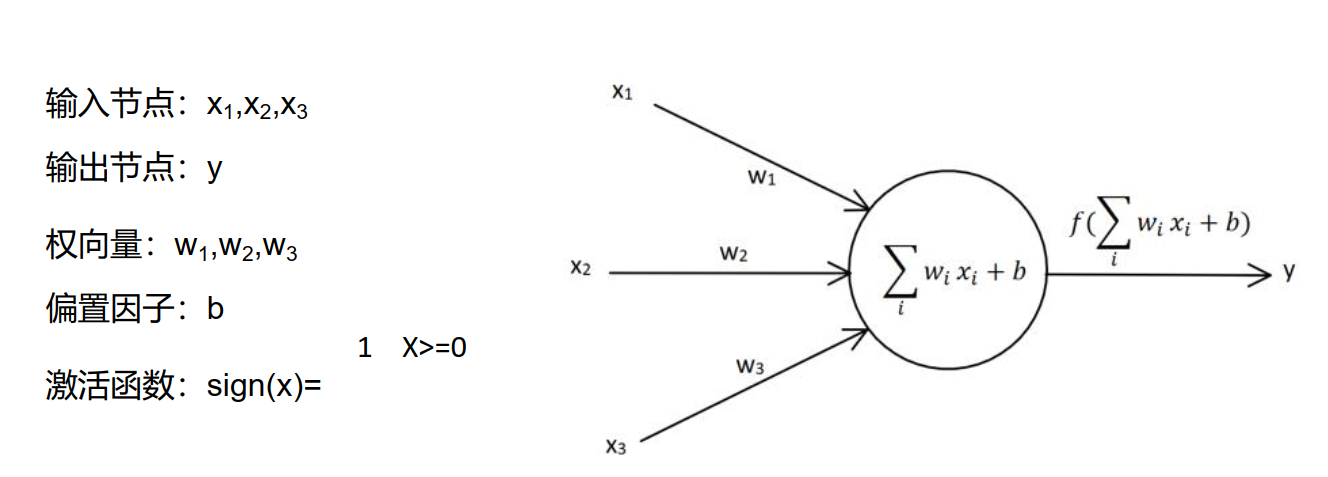 输入节点：x₁,x₂,x₃
输出节点：y
权向量：w₁,w₂,w₃
偏置因子：b
1 X>=0
激活函数：sign(x)=
x₁
w₁
x₂
w₂
w₃
x₃
∑ᵢ wᵢ xᵢ + b
f(∑ᵢ wᵢ xᵢ + b)
y